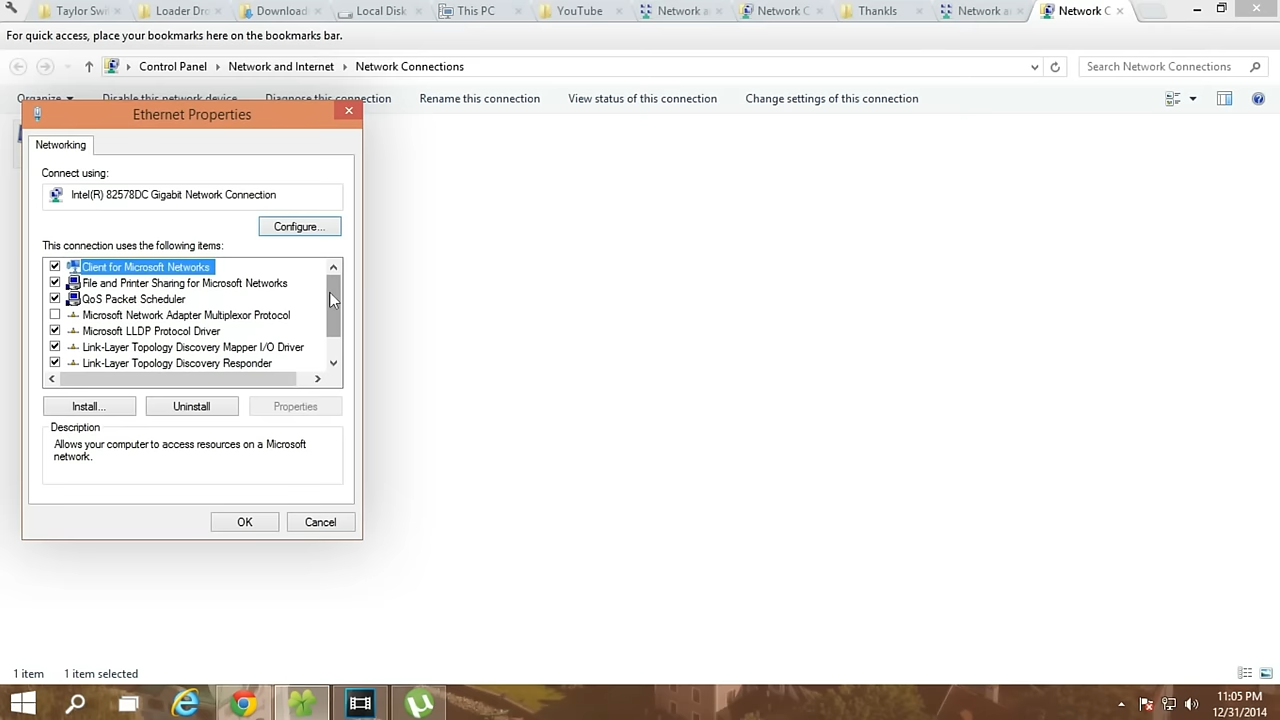 Taylor Swi
Loader Dr
Download
Local Disk
This PC
YouTube
Network a
Network C
Thankls
Network a
Network C
For quick access, place your bookmarks here on the bookmarks bar.
Control Panel
Network and Internet
Network Connections
Search Network Connections
Organize
Disable this network device
Diagnose this connection
Rename this connection
View status of this connection
Change settings of this connection
Ethernet Properties
Networking
Connect using:
Intel(R) 82578DC Gigabit Network Connection
Configure...
This connection uses the following items:
Client for Microsoft Networks
File and Printer Sharing for Microsoft Networks
QoS Packet Scheduler
Microsoft Network Adapter Multiplexor Protocol
Microsoft LLDP Protocol Driver
Link-Layer Topology Discovery Mapper I/O Driver
Link-Layer Topology Discovery Responder
Install...
Uninstall
Properties
Description
Allows your computer to access resources on a Microsoft
network.
OK
Cancel
1 item
1 item selected
11:05 PM
12/31/2014